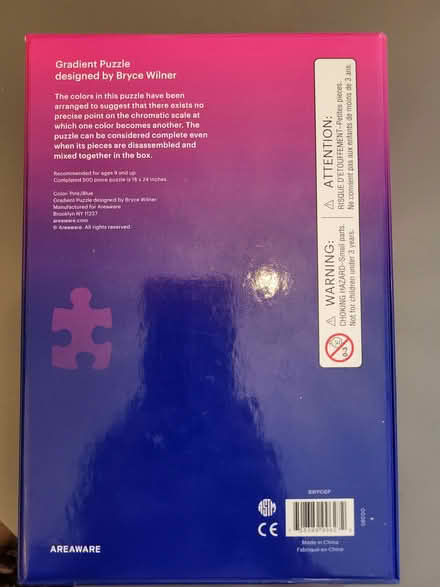 Gradient Puzzle
designed by Bryce Wilner
The colors in this puzzle have been
arranged to suggest that there exists no
precise point on the chromatic scale at
which one color becomes another. The
puzzle can be considered complete even
when its pieces are disassembled and
mixed together in the box.
Recommended for ages 9 and up
Completed 500 piece puzzle is 18 x 24 inches.
Color: Pink/Blue
Gradient Puzzle designed by Bryce Wilner
Manufactured for Areaware
Brooklyn NY 11237
areaware.com
© Areaware. All rights reserved
⚠ WARNING:
CHOKING HAZARD–Small parts.
Not for children under 3 years.
0-3
⚠ ATTENTION:
RISQUE D'ETOUFFEMENT–Petites pièces.
Ne convient pas aux enfants de moins de 3 ans.
ASTM
CE
Made in China
Fabriqué en Chine
AREAWARE